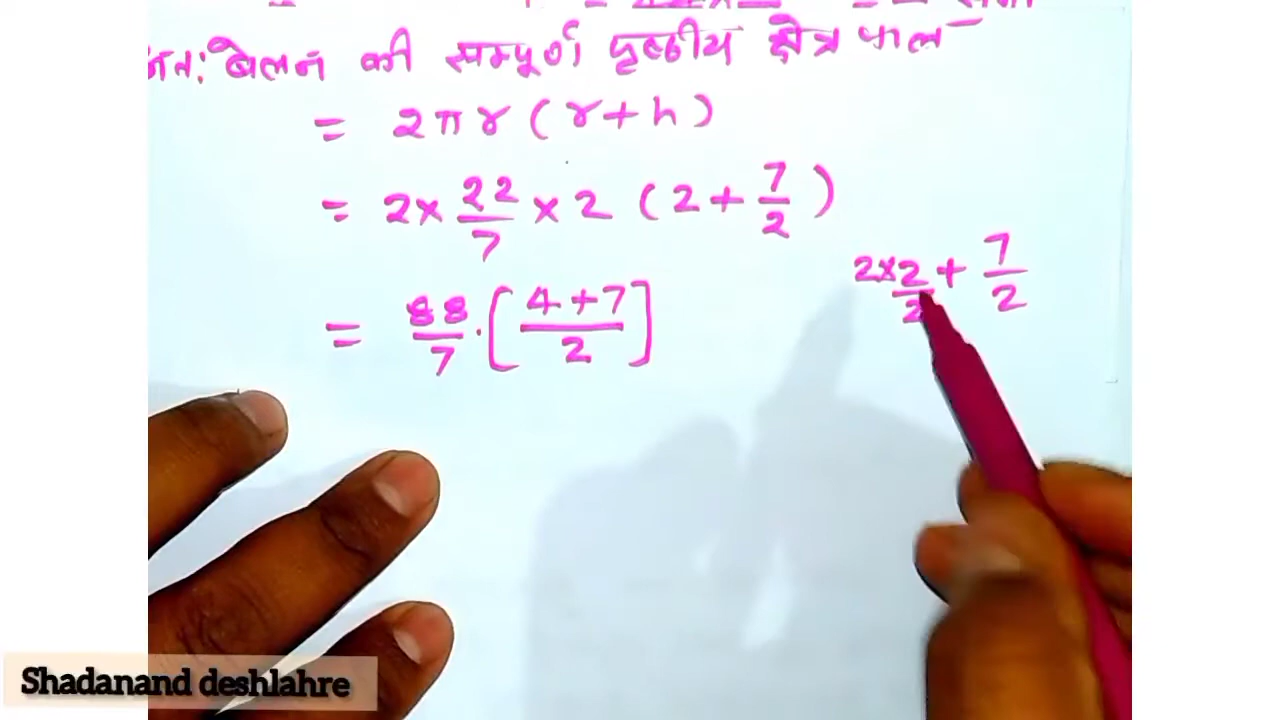 अत: बेलन की सम्पूर्ण पृष्ठीय क्षेत्र फल
= 2πr (r+h)
= 2× 22/7 × 2 (2 + 7/2)
2×2/2 + 7/2
= 88/7 · [4+7/2]
Shadanand deshlahre